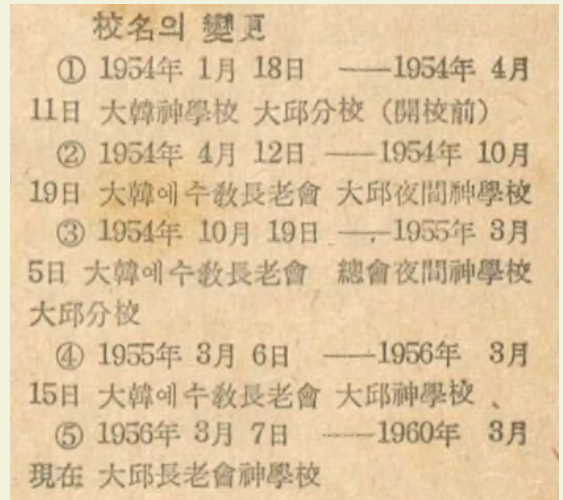 校名의 變更
① 1954年 1月 18日 ——1954年 4月
11日 大韓神學校 大邱分校 (開校前)
② 1954年 4月 12日 ——1954年 10月
19日 大韓예수敎長老會 大邱夜間神學校
③ 1954年 10月 19日 ——1955年 3月
5日 大韓예수敎長老會 總會夜間神學校
大邱分校
④ 1955年 3月 6日 ——1956年 3月
15日 大韓예수敎長老會 大邱神學校
⑤ 1956年 3月 7日 ——1960年 3月
現在 大邱長老會神學校